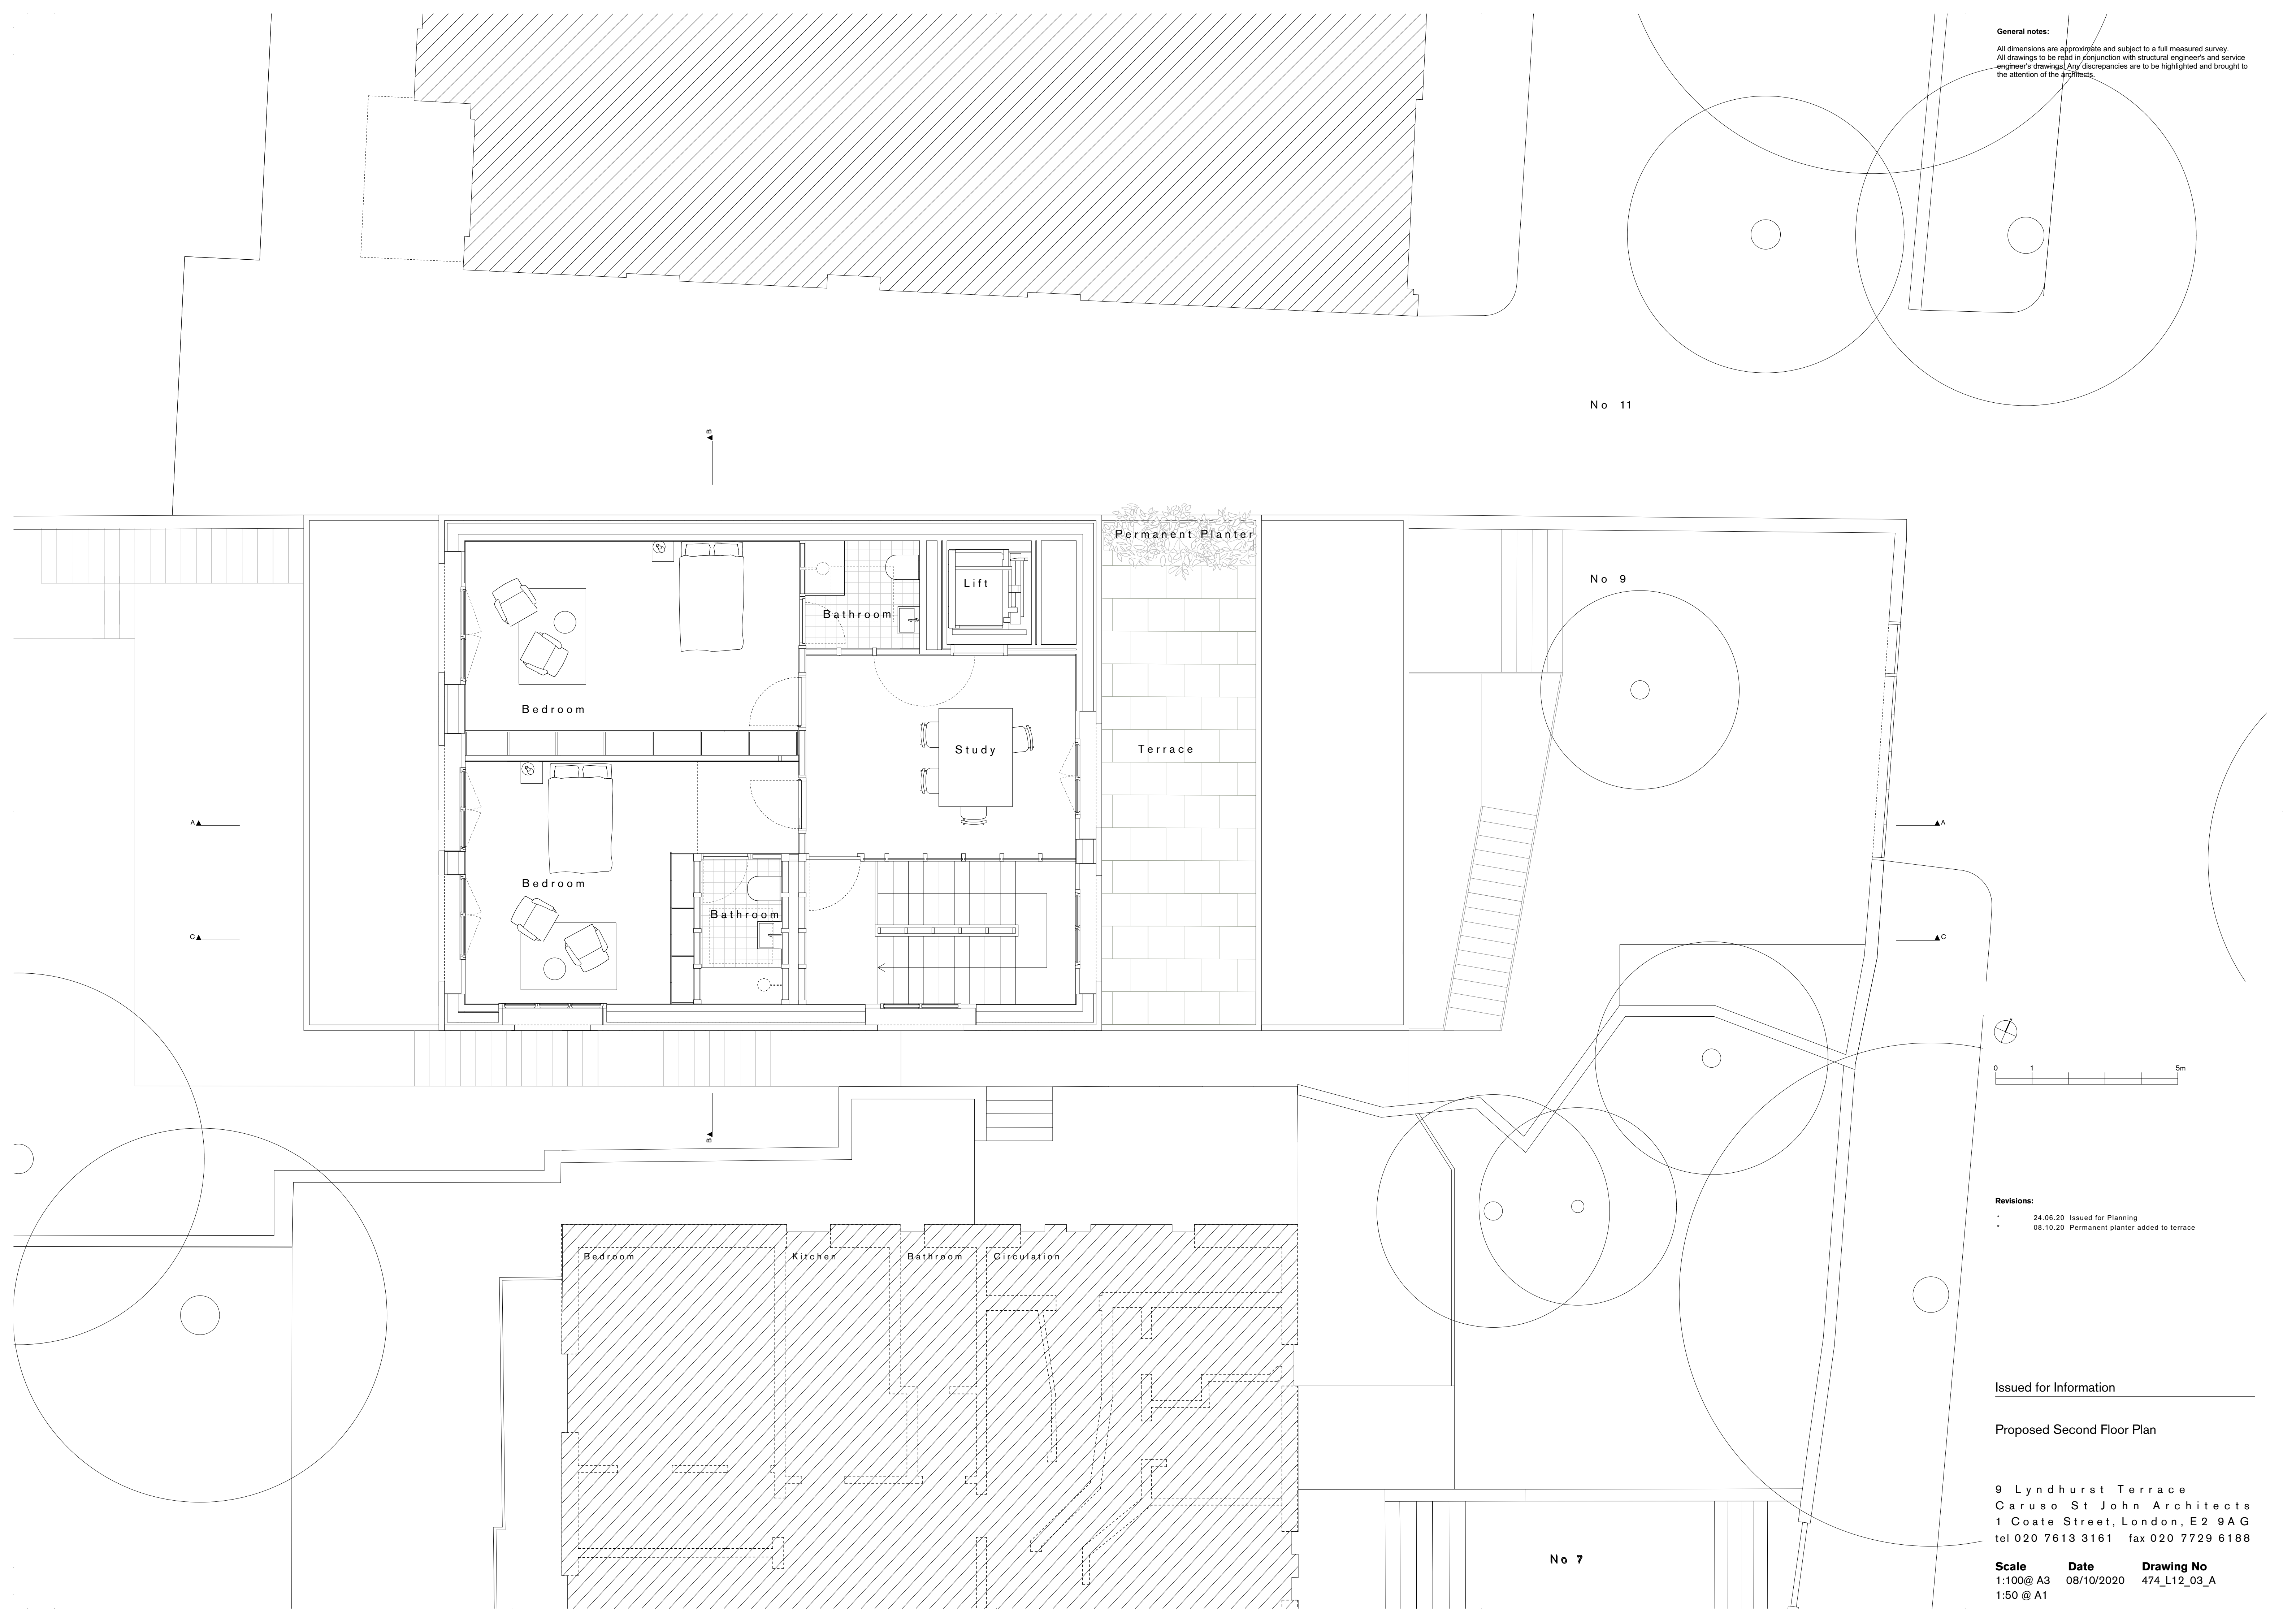 General notes:
All dimensions are approximate and subject to a full measured survey.
All drawings to be read in conjunction with structural engineer's and service
engineer's drawings. Any discrepancies are to be highlighted and brought to
the attention of the architects.
No 11
B
Permanent Planter
Lift
No 9
Bathroom
Bedroom
Study
Terrace
A
A
Bedroom
Bathroom
C
C
0 1 5m
B
Revisions:
* 24.06.20 Issued for Planning
* 08.10.20 Permanent planter added to terrace
Bedroom
Kitchen
Bathroom
Circulation
Issued for Information
Proposed Second Floor Plan
9 Lyndhurst Terrace
Caruso St John Architects
1 Coate Street, London, E2 9AG
tel 020 7613 3161 fax 020 7729 6188
No 7
Scale Date Drawing No
1:100@ A3 08/10/2020 474_L12_03_A
1:50 @ A1